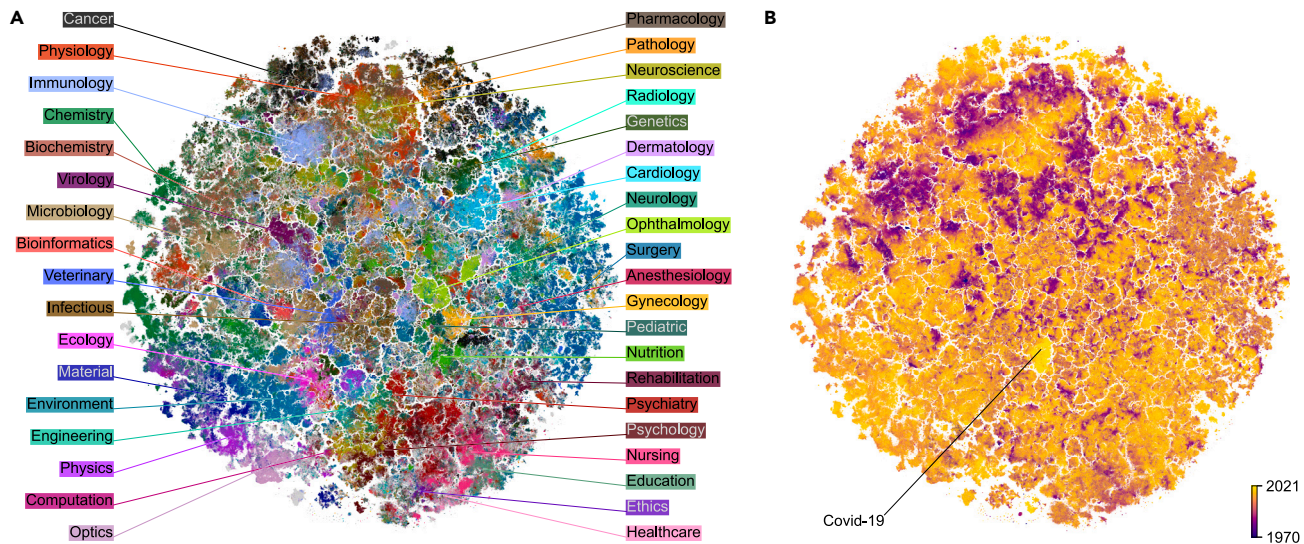 A
Cancer
Physiology
Immunology
Chemistry
Biochemistry
Virology
Microbiology
Bioinformatics
Veterinary
Infectious
Ecology
Material
Environment
Engineering
Physics
Computation
Optics
Pharmacology
Pathology
Neuroscience
Radiology
Genetics
Dermatology
Cardiology
Neurology
Ophthalmology
Surgery
Anesthesiology
Gynecology
Pediatric
Nutrition
Rehabilitation
Psychiatry
Psychology
Nursing
Education
Ethics
Healthcare
B
Covid-19
2021
1970